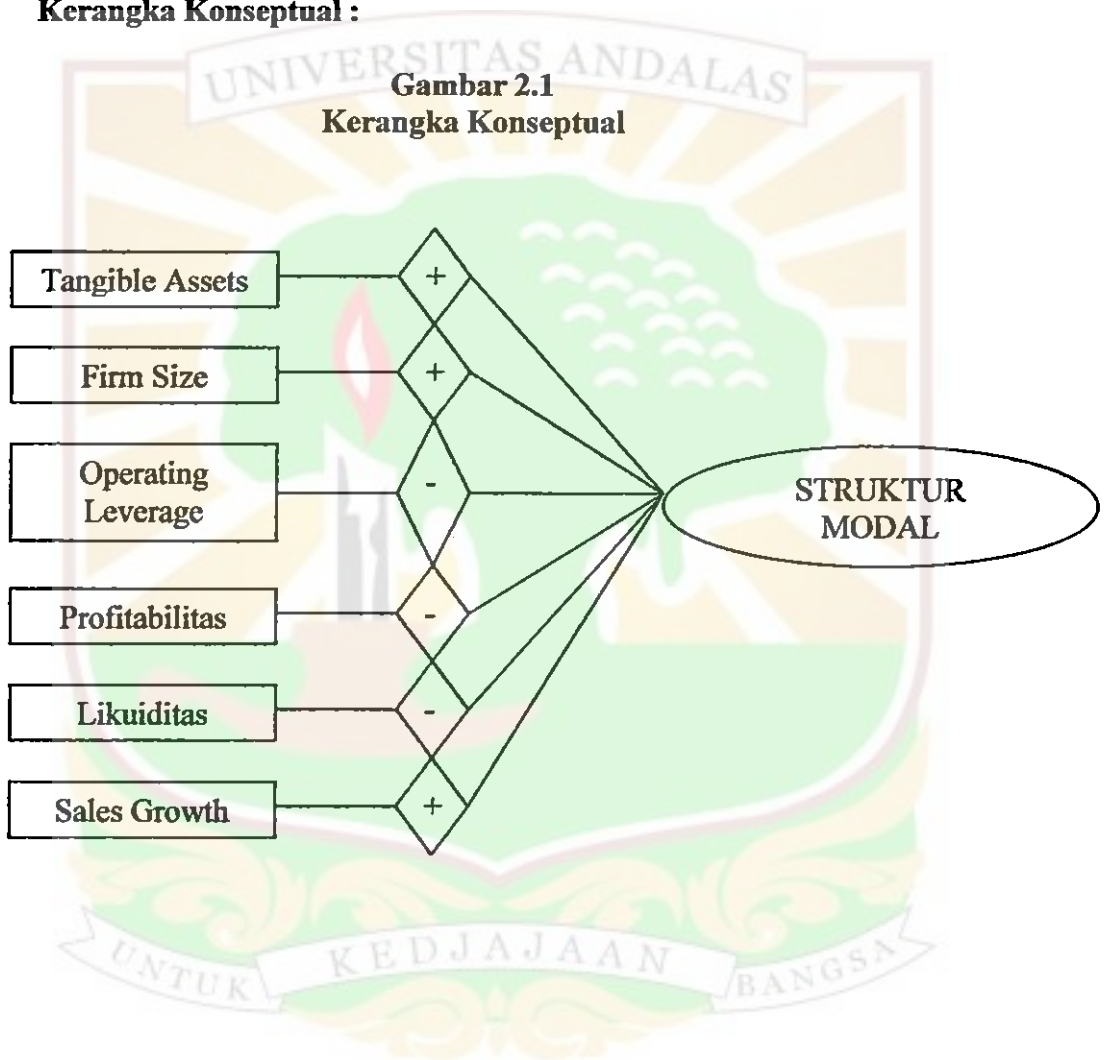 Kerangka Konseptual :
UNIVERSITAS ANDALAS
Gambar 2.1
Kerangka Konseptual
Tangible Assets
+
Firm Size
+
Operating
Leverage
-
STRUKTUR
MODAL
Profitabilitas
-
Likuiditas
-
Sales Growth
+
UNTUK KEDJAJAAN BANGSA